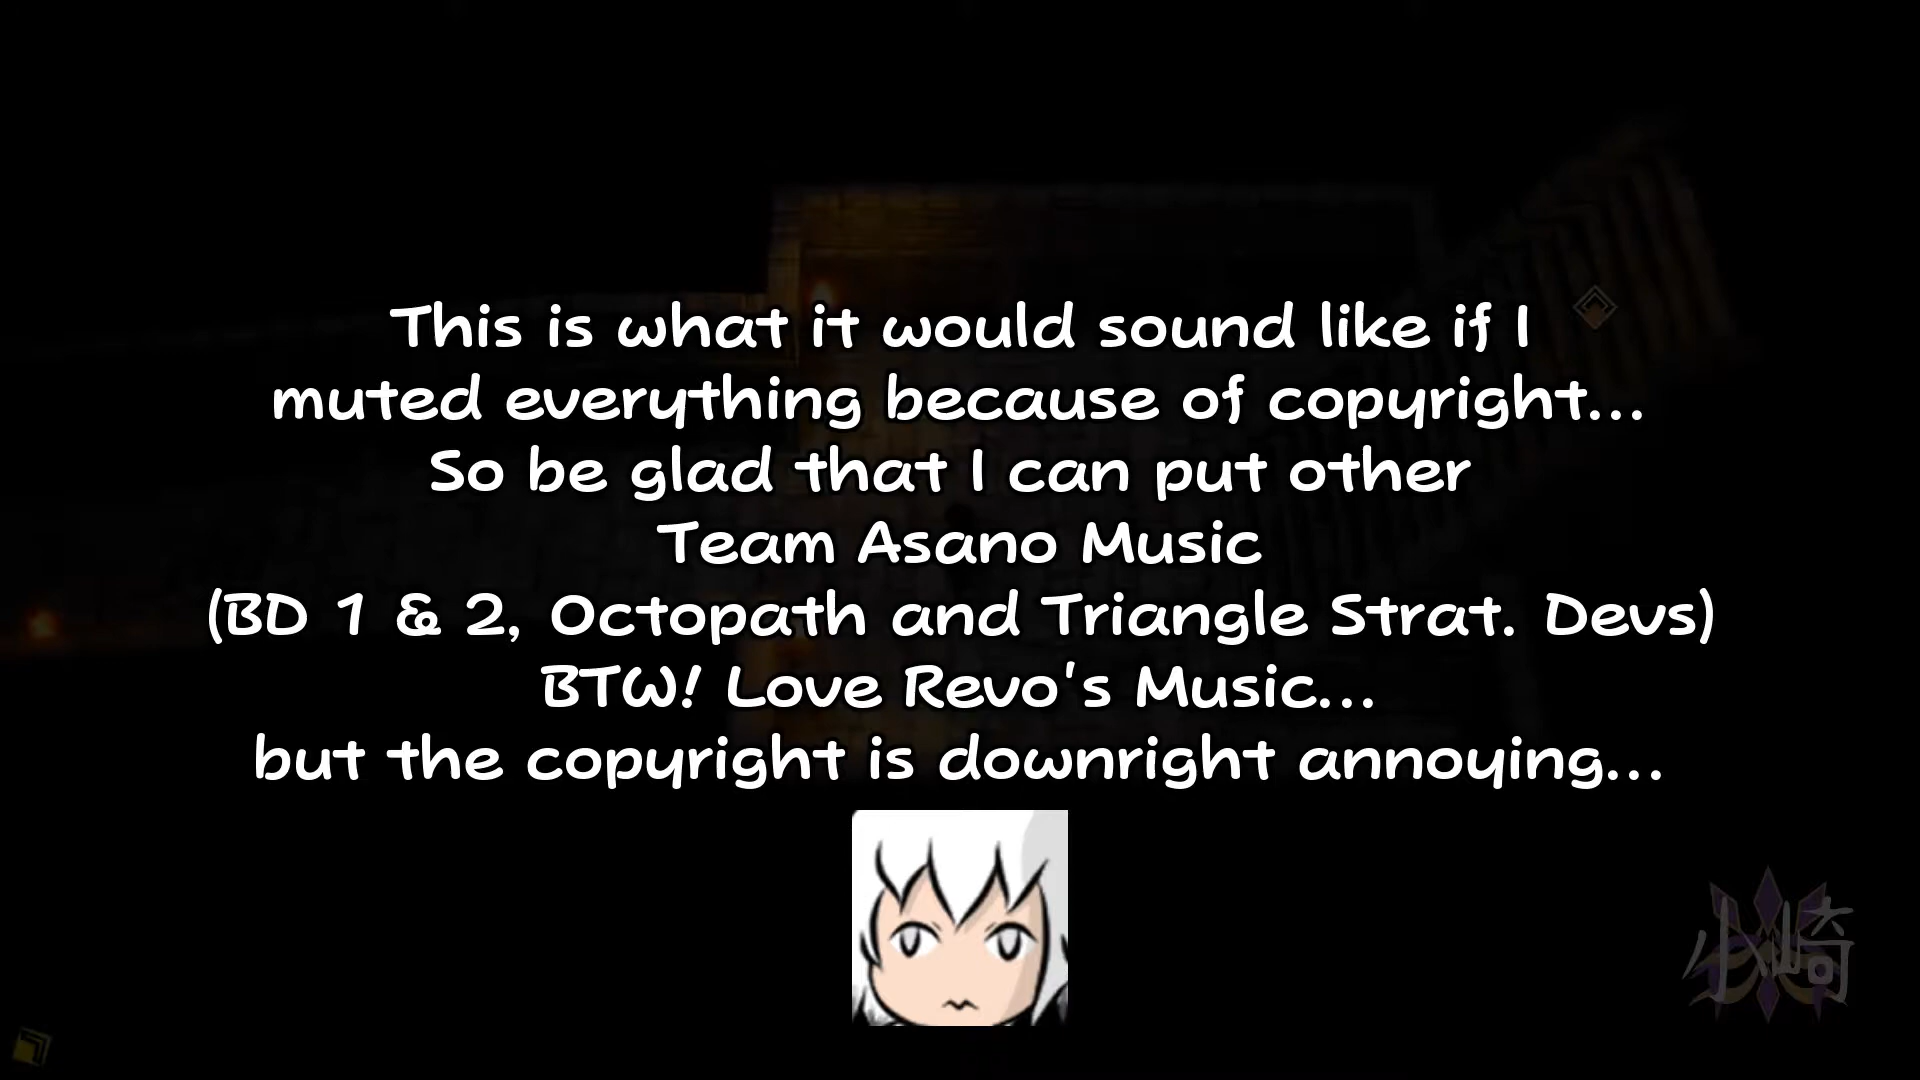 This is what it would sound like if I
muted everything because of copyright...
So be glad that I can put other
Team Asano Music
(BD 1 & 2, Octopath and Triangle Strat. Devs)
BTW! Love Revo's Music...
but the copyright is downright annoying...
小崎